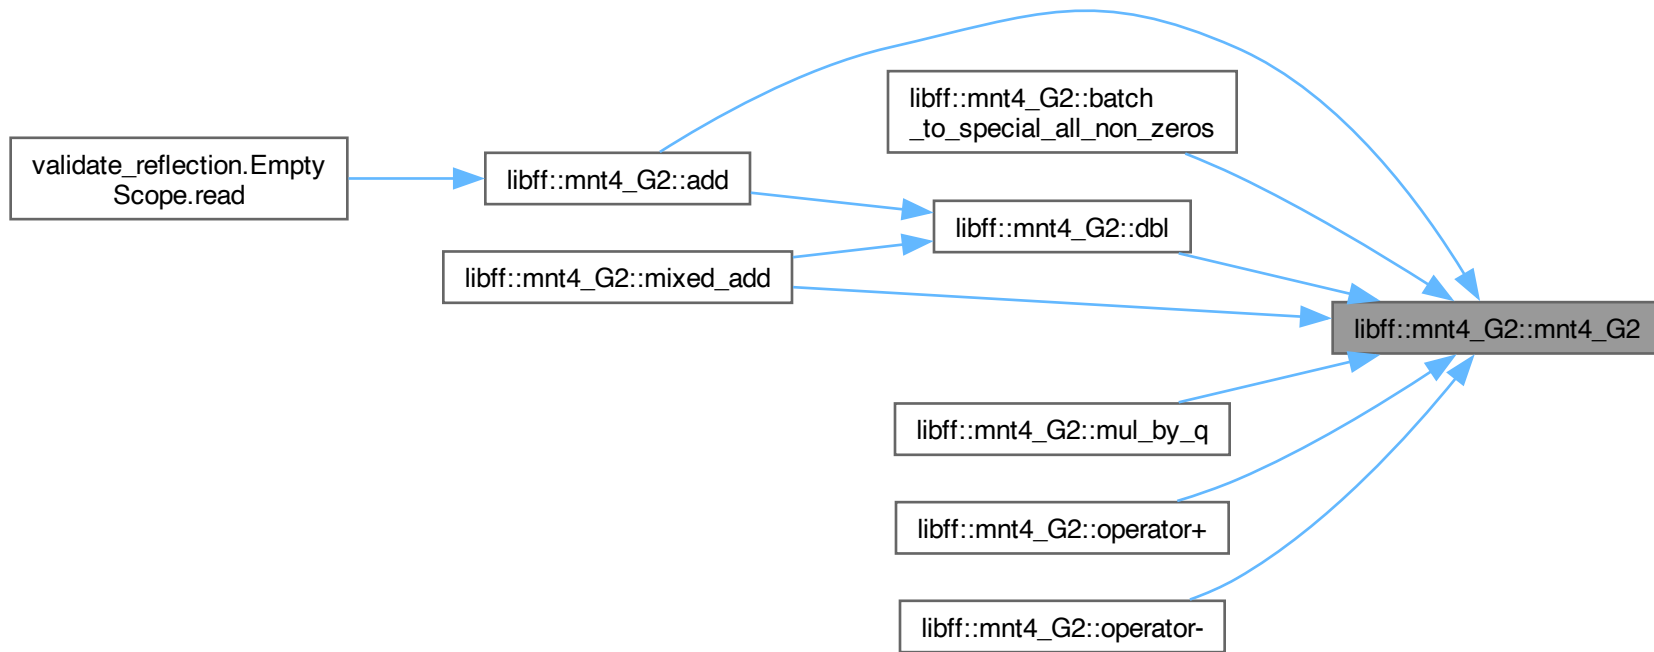 libff::mnt4_G2::batch
_to_special_all_non_zeros
validate_reflection.Empty
Scope.read
libff::mnt4_G2::add
libff::mnt4_G2::dbl
libff::mnt4_G2::mixed_add
libff::mnt4_G2::mnt4_G2
libff::mnt4_G2::mul_by_q
libff::mnt4_G2::operator+
libff::mnt4_G2::operator-